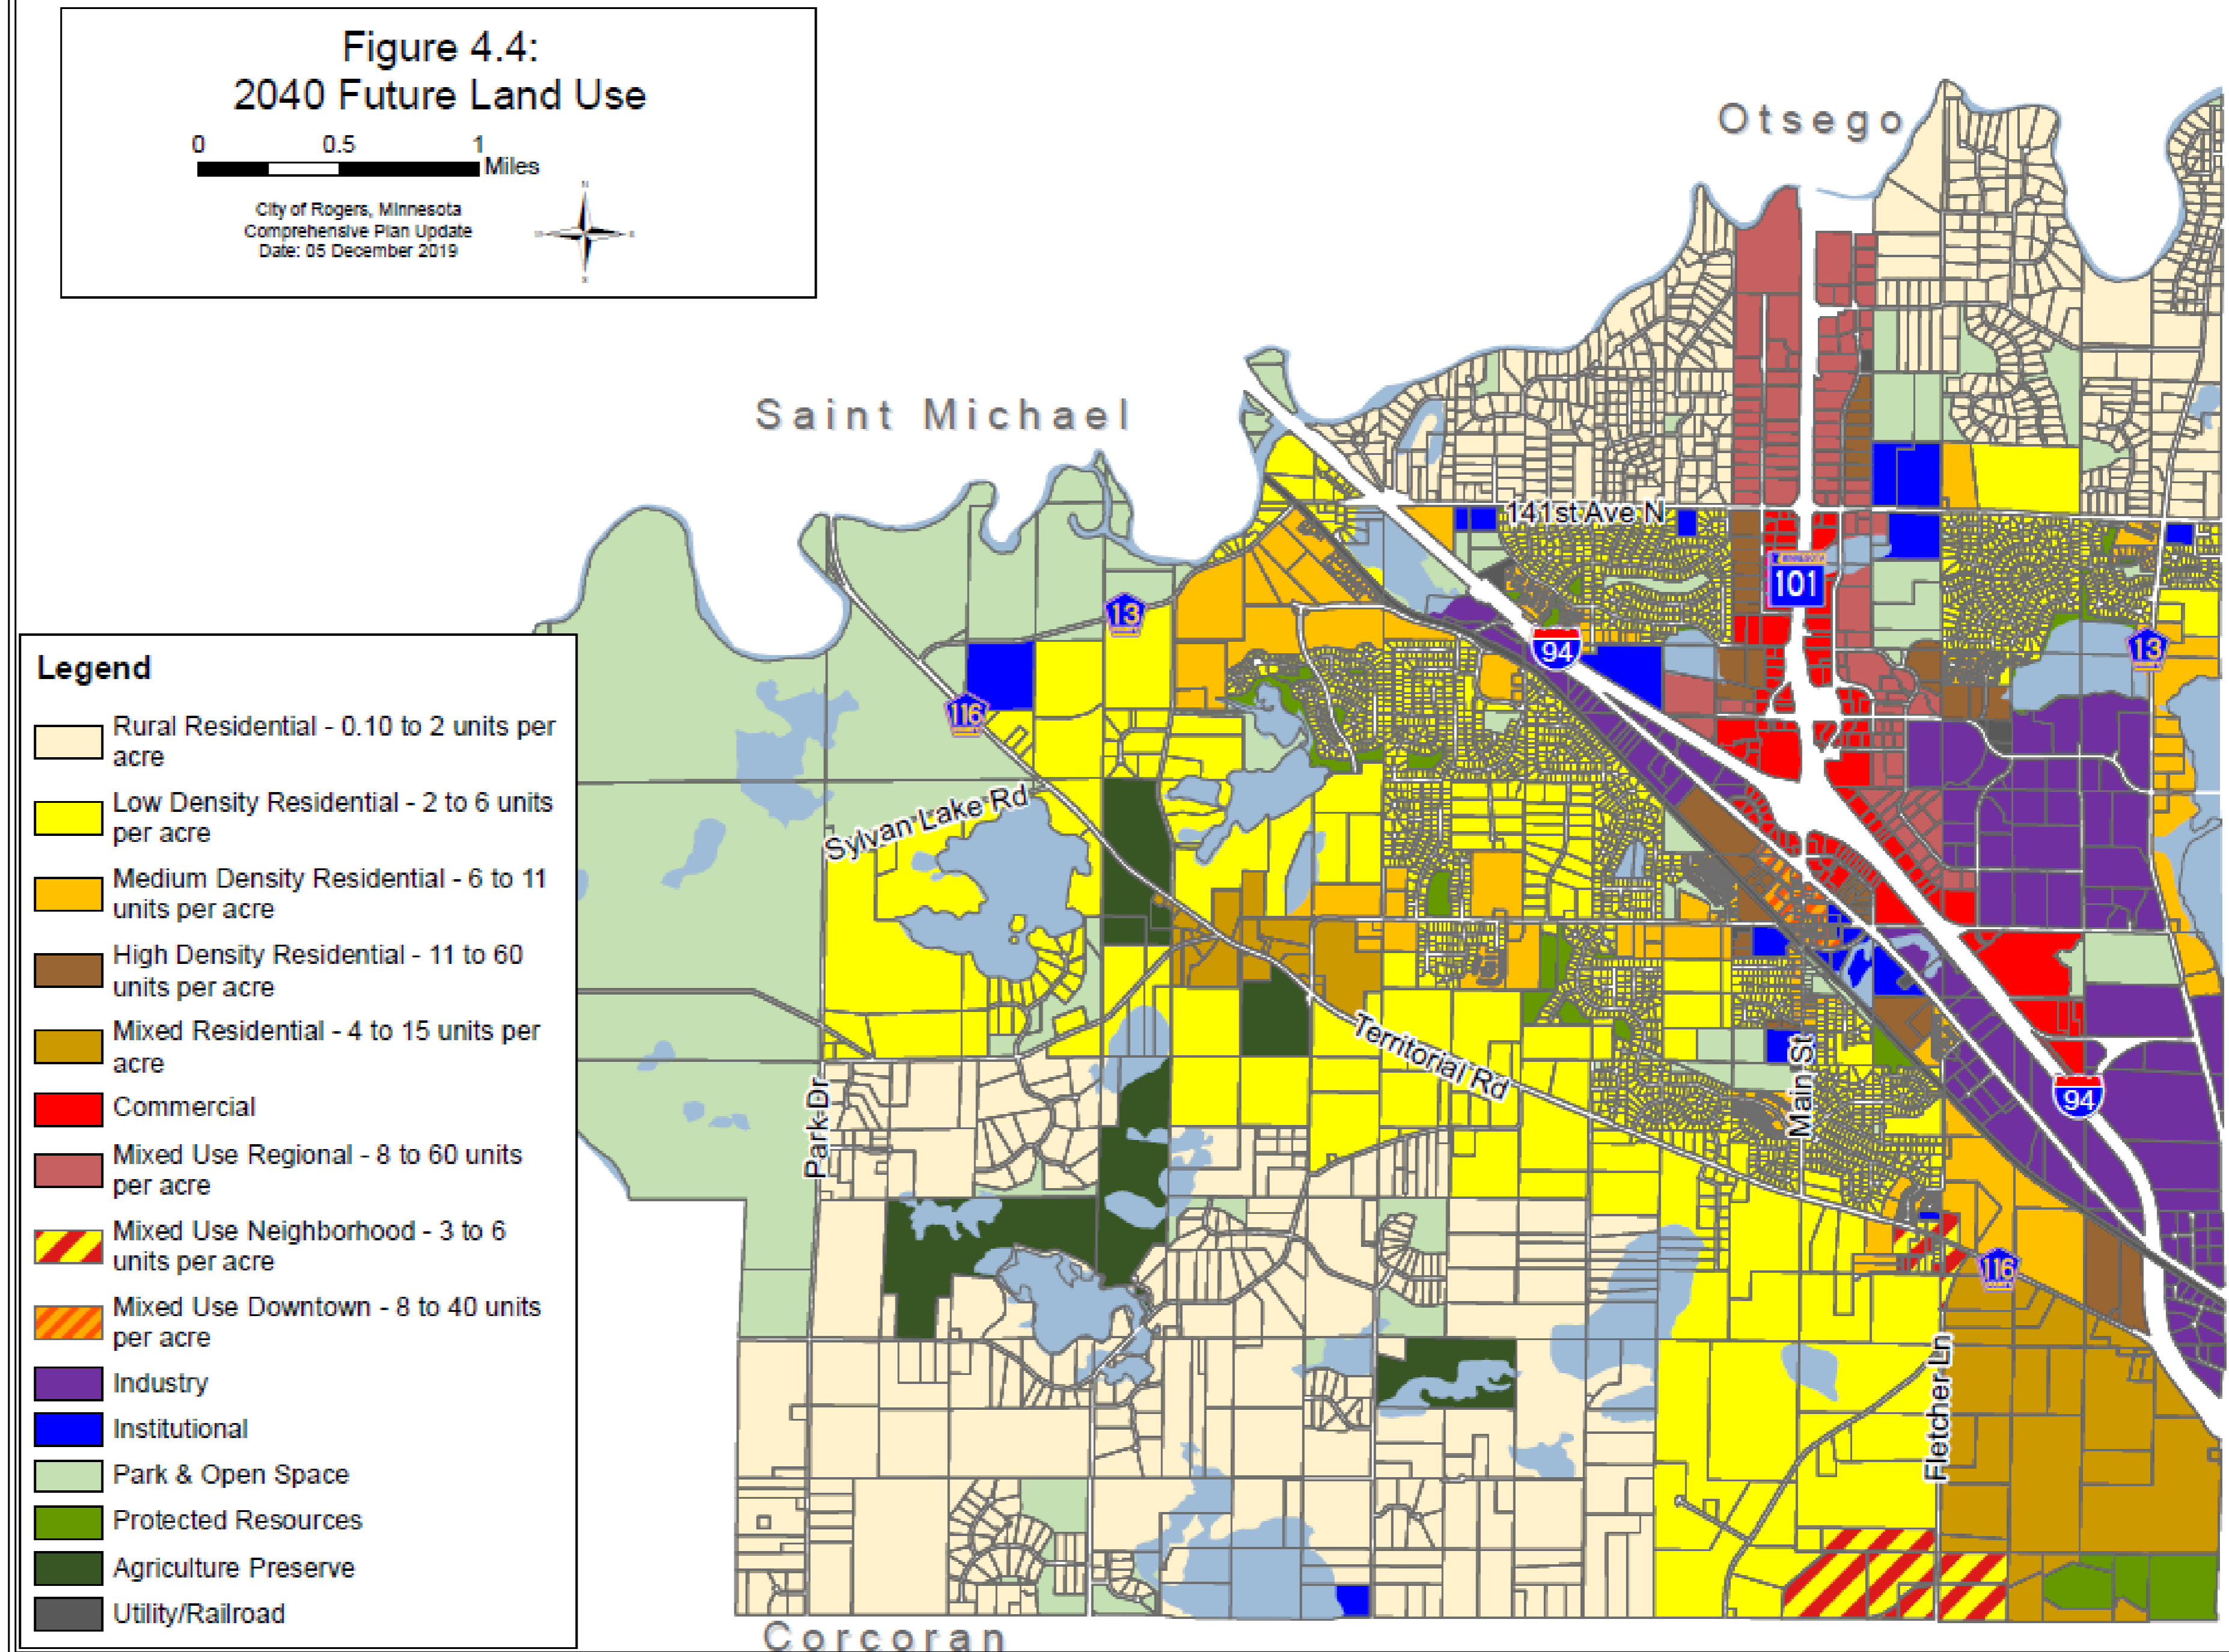 Figure 4.4:
2040 Future Land Use
0 0.5 1
Miles
City of Rogers, Minnesota
Comprehensive Plan Update
Date: 05 December 2019
N
S
Otsego
Saint Michael
141st Ave N
101
13
94
13
116
Sylvan Lake Rd
Territorial Rd
Main St
94
Park Dr
116
Fletcher Ln
Corcoran
Legend
Rural Residential - 0.10 to 2 units per
acre
Low Density Residential - 2 to 6 units
per acre
Medium Density Residential - 6 to 11
units per acre
High Density Residential - 11 to 60
units per acre
Mixed Residential - 4 to 15 units per
acre
Commercial
Mixed Use Regional - 8 to 60 units
per acre
Mixed Use Neighborhood - 3 to 6
units per acre
Mixed Use Downtown - 8 to 40 units
per acre
Industry
Institutional
Park & Open Space
Protected Resources
Agriculture Preserve
Utility/Railroad